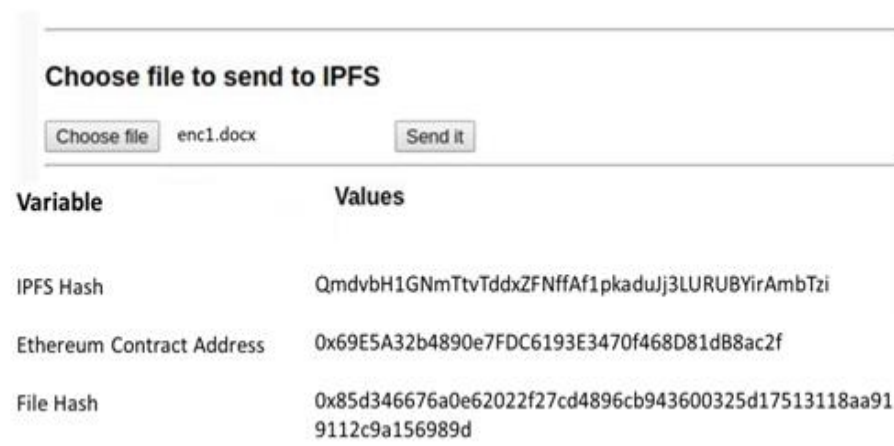 Choose file to send to IPFS
Choose file enc1.docx Send it
Variable Values
IPFS Hash QmdvbH1GNmTtvTddxZFNffAf1pkaduJj3LURUBYirAmbTzi
Ethereum Contract Address 0x69E5A32b4890e7FDC6193E3470f468D81dB8ac2f
File Hash 0x85d346676a0e62022f27cd4896cb943600325d17513118aa91
9112c9a156989d